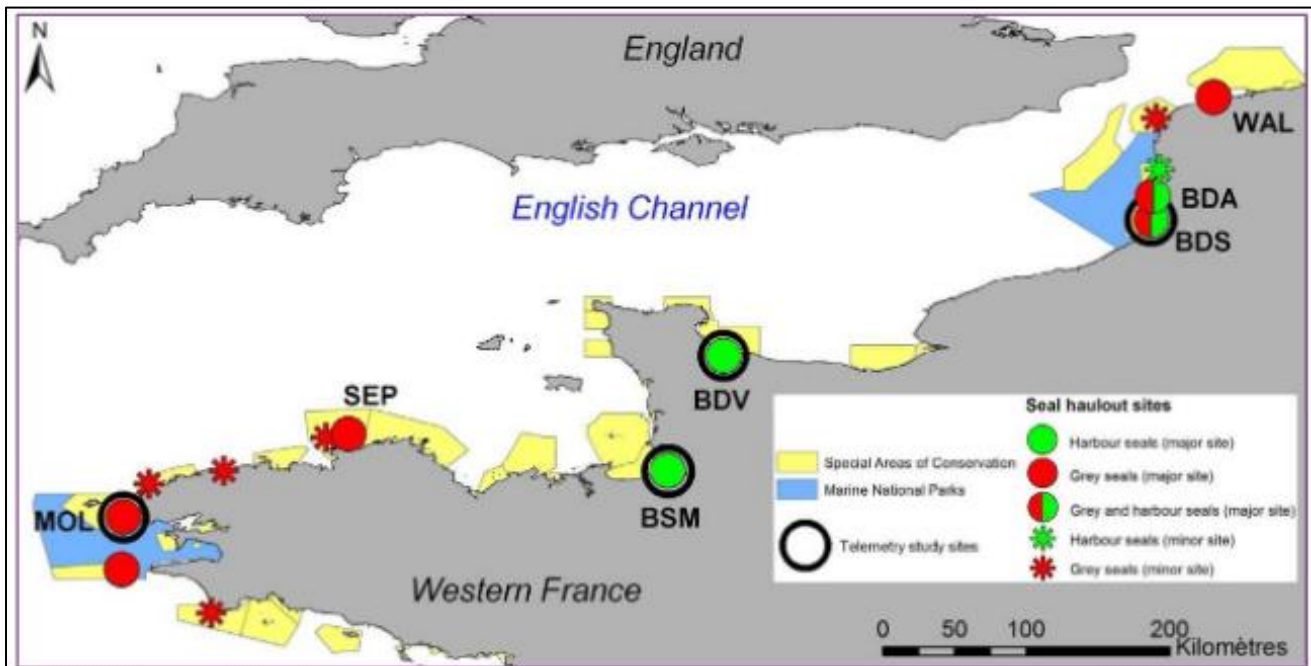 N
England
WAL
English Channel
BDA
BDS
SEP
BDV
MOL
BSM
Western France
Seal haulout sites
Harbour seals (major site)
Special Areas of Conservation
Grey seals (major site)
Marine National Parks
Grey and harbour seals (major site)
Telemetry study sites
Harbour seals (minor site)
Grey seals (minor site)
0 50 100 200
Kilomètres